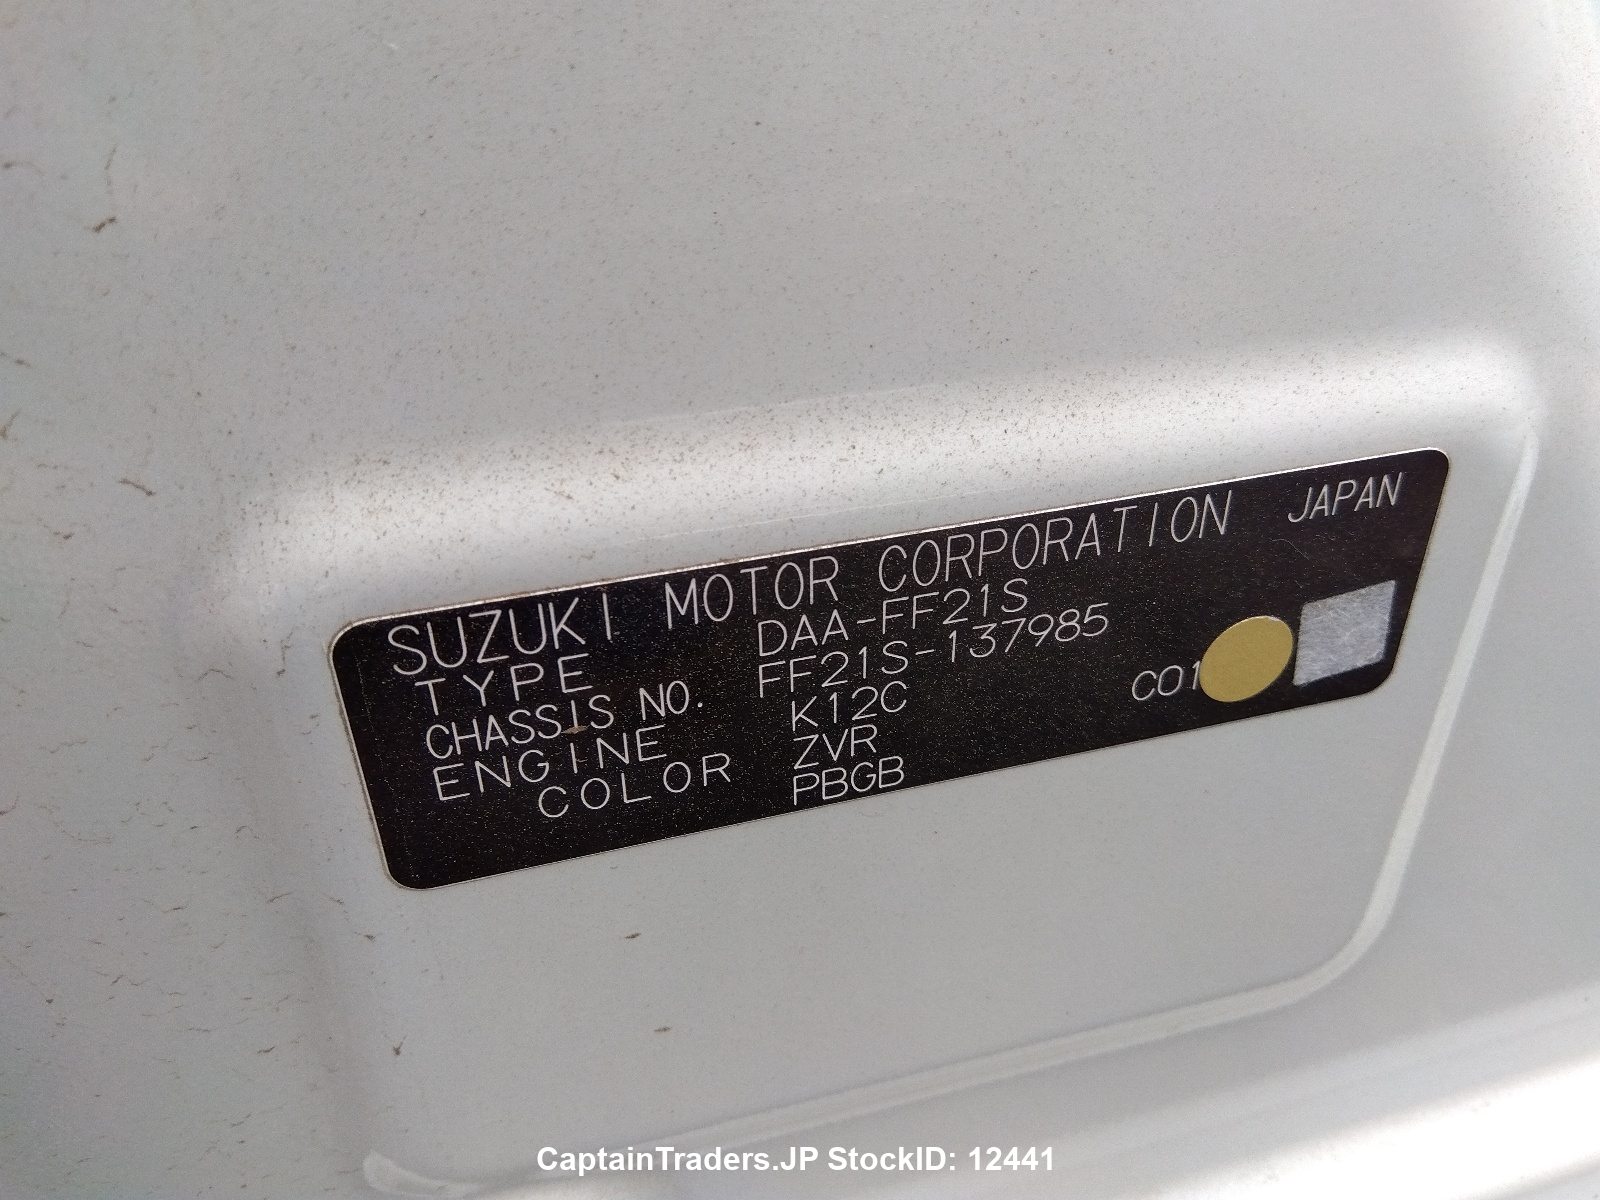 SUZUKI MOTOR CORPORATION JAPAN
TYPE DAA-FF21S
CHASSIS NO. FF21S-137985
ENGINE K12C C01
COLOR ZVR
PBGB
CaptainTraders.JP StockID: 12441